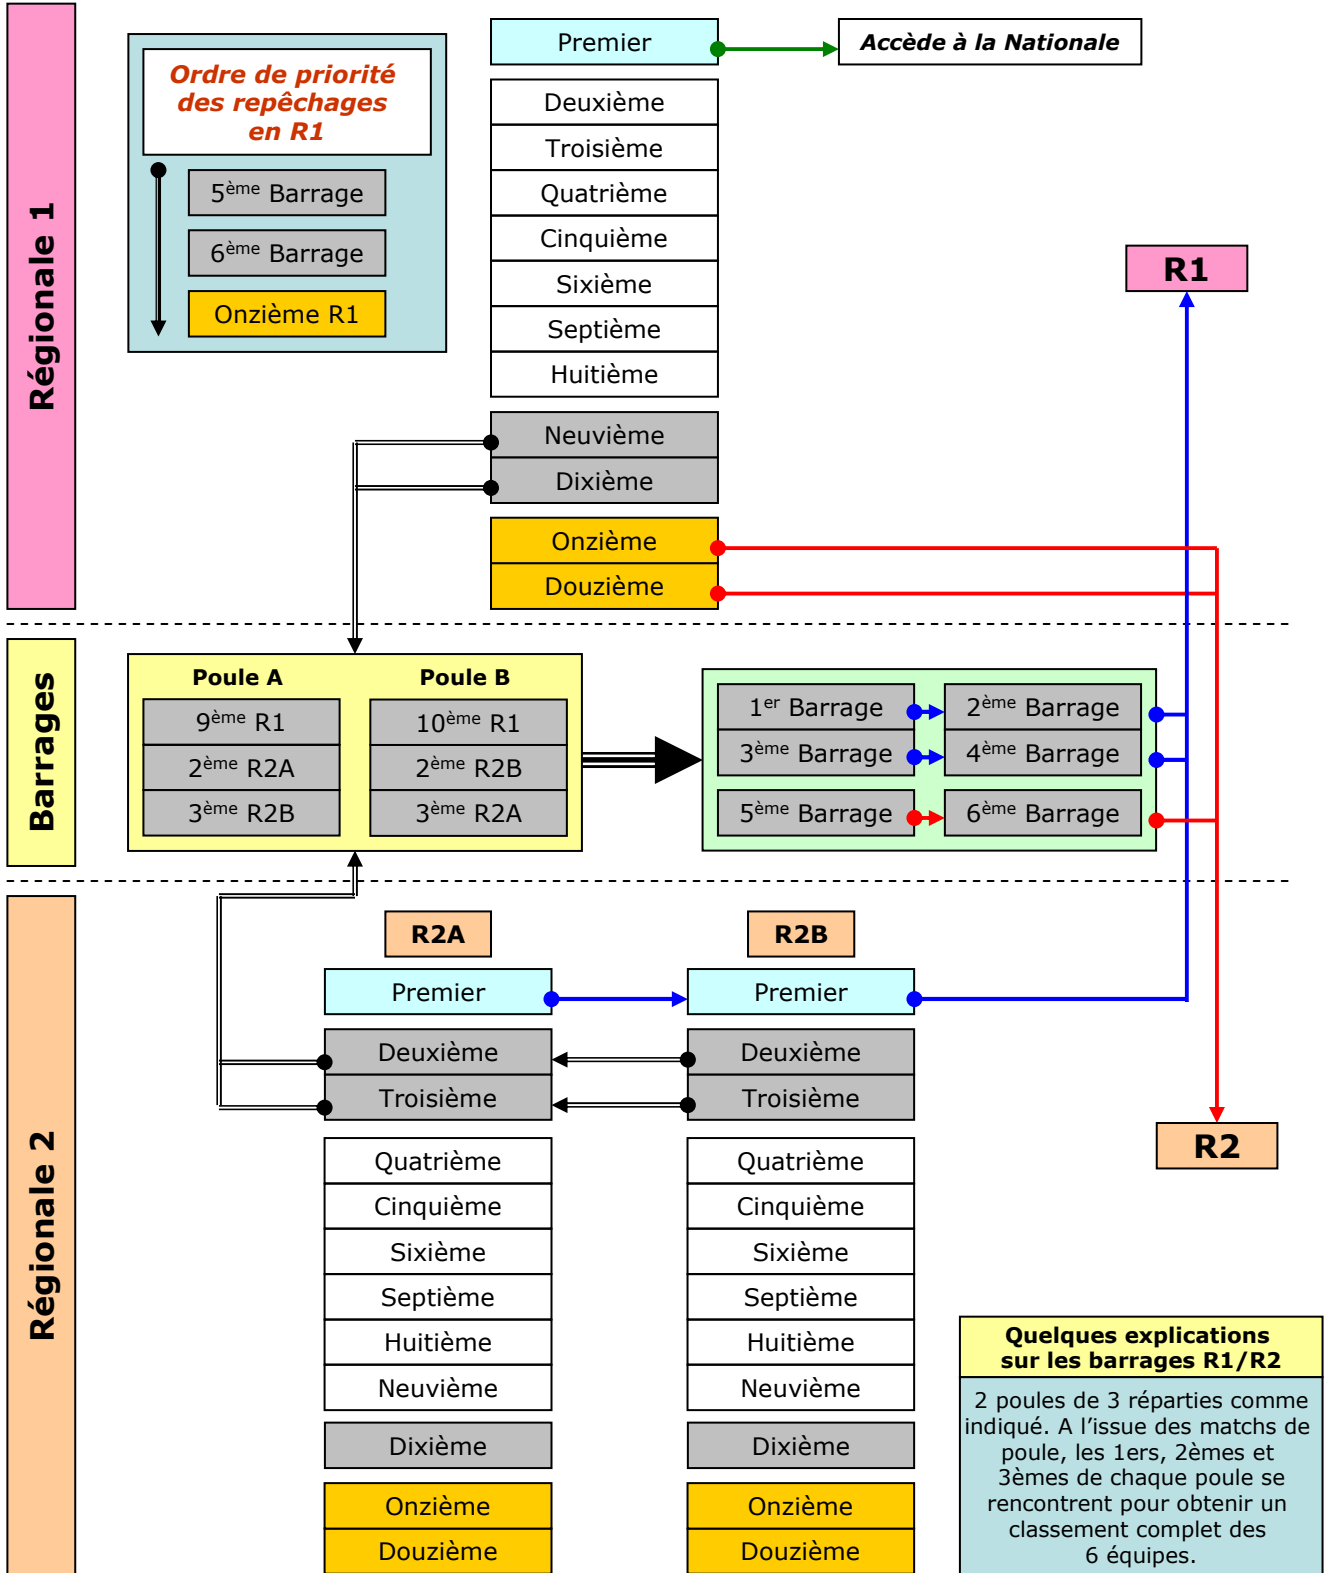 Régionale 1
Ordre de priorité
des repêchages
en R1
5ème Barrage
6ème Barrage
Onzième R1
Premier
Accède à la Nationale
Deuxième
Troisième
Quatrième
Cinquième
Sixième
Septième
Huitième
Neuvième
Dixième
Onzième
Douzième
R1
Barrages
Poule A
9ème R1
2ème R2A
3ème R2B
Poule B
10ème R1
2ème R2B
3ème R2A
1er Barrage
2ème Barrage
3ème Barrage
4ème Barrage
5ème Barrage
6ème Barrage
Régionale 2
R2A
Premier
Deuxième
Troisième
Quatrième
Cinquième
Sixième
Septième
Huitième
Neuvième
Dixième
Onzième
Douzième
R2B
Premier
Deuxième
Troisième
Quatrième
Cinquième
Sixième
Septième
Huitième
Neuvième
Dixième
Onzième
Douzième
R2
Quelques explications
sur les barrages R1/R2
2 poules de 3 réparties comme
indiqué. A l'issue des matchs de
poule, les 1ers, 2èmes et
3èmes de chaque poule se
rencontrent pour obtenir un
classement complet des
6 équipes.